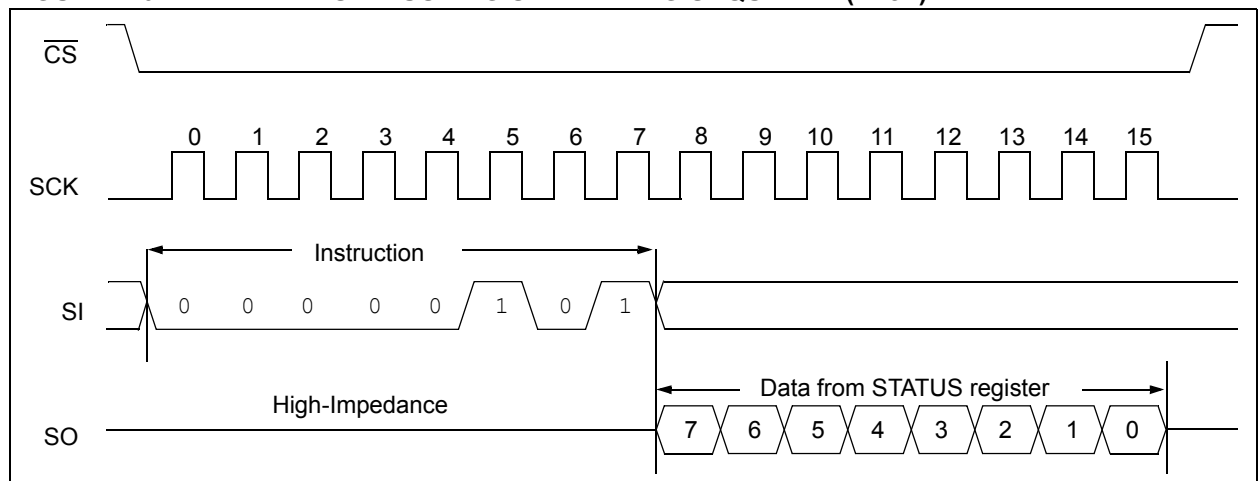 CS
0 1 2 3 4 5 6 7 8 9 10 11 12 13 14 15
SCK
Instruction
SI
0 0 0 0 0 1 0 1
Data from STATUS register
High-Impedance
SO
7 6 5 4 3 2 1 0